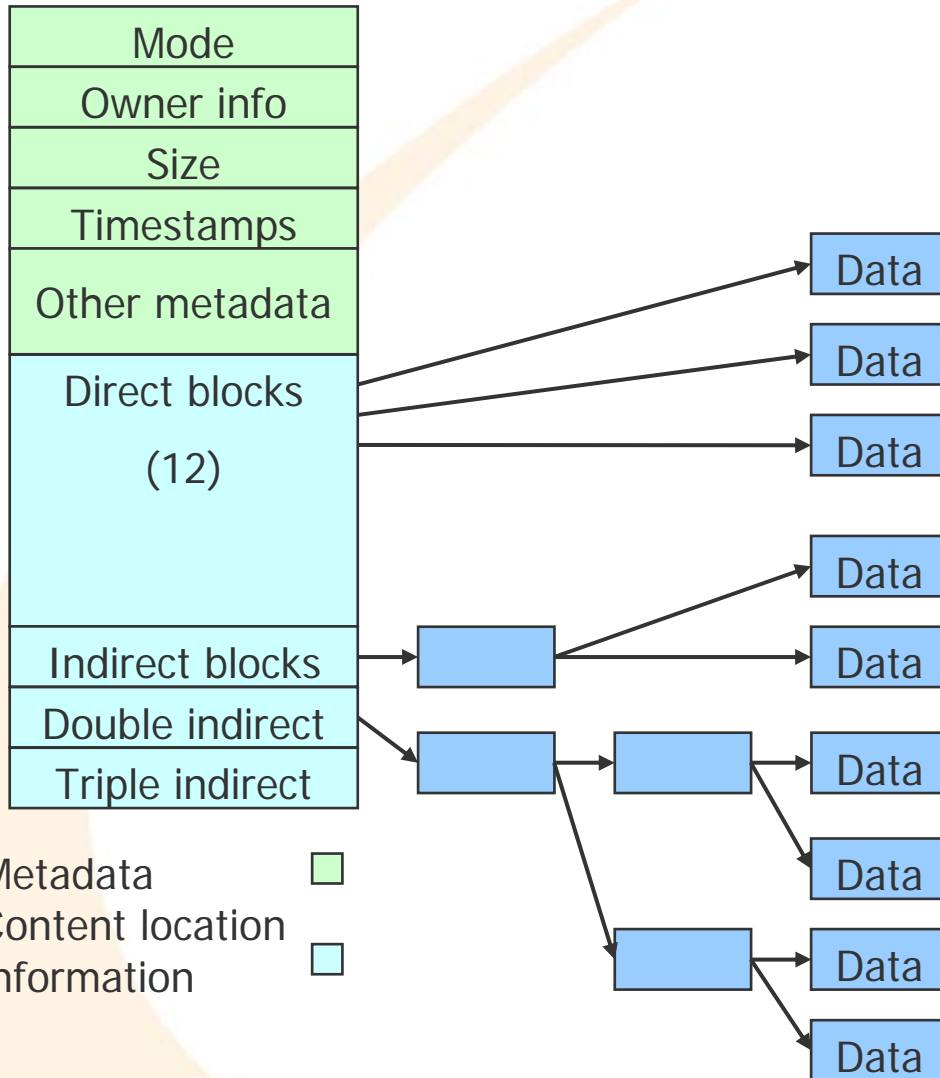 Mode
Owner info
Size
Timestamps
Other metadata
Direct blocks
(12)
Indirect blocks
Double indirect
Triple indirect
Data
Data
Data
Data
Data
Data
Data
Data
Data
Metadata
Content location
information